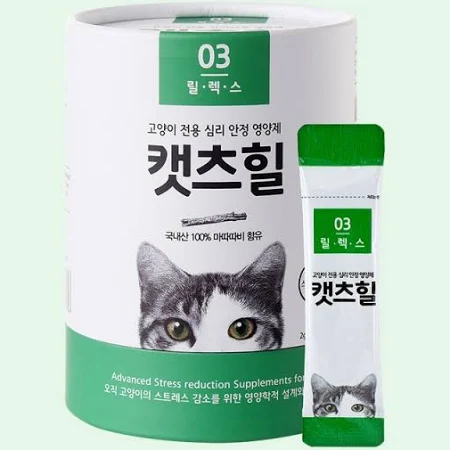 03
릴·렉·스
고양이 전용 심리 안정 영양제
캣츠힐
국내산 100% 마따따비 함유
Advanced Stress reduction Supplements for
오직 고양이의 스트레스 감소를 위한 영양학적 설계
03
릴·렉·스
고양이 전용 심리 안정 영양제
캣츠힐